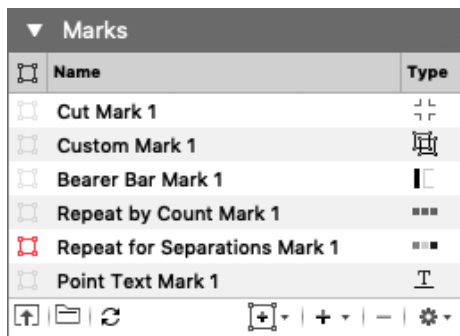 Marks
Name Type
Cut Mark 1
Custom Mark 1
Bearer Bar Mark 1
Repeat by Count Mark 1
Repeat for Separations Mark 1
Point Text Mark 1